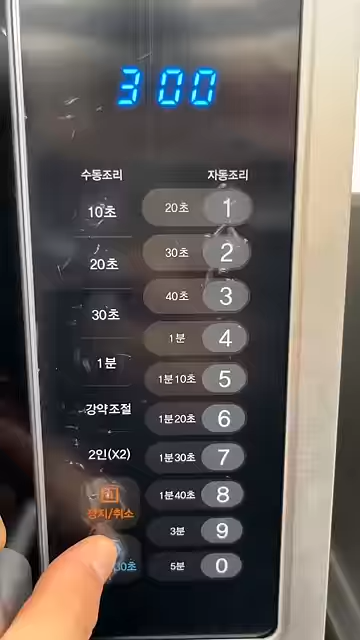 3 00
수동조리 자동조리
10초 20초 1
20초 30초 2
30초 40초 3
1분 1분 4
강약조절 1분10초 5
2인(X2) 1분20초 6
1분30초 7
정지/취소 1분40초 8
3분 9
30초 5분 0